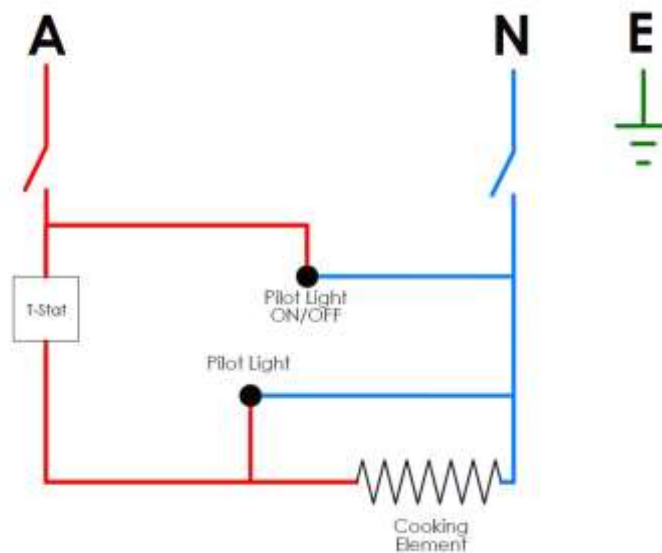 A
N
E
T-Stat
Pilot Light
ON/OFF
Pilot Light
Cooking
Element